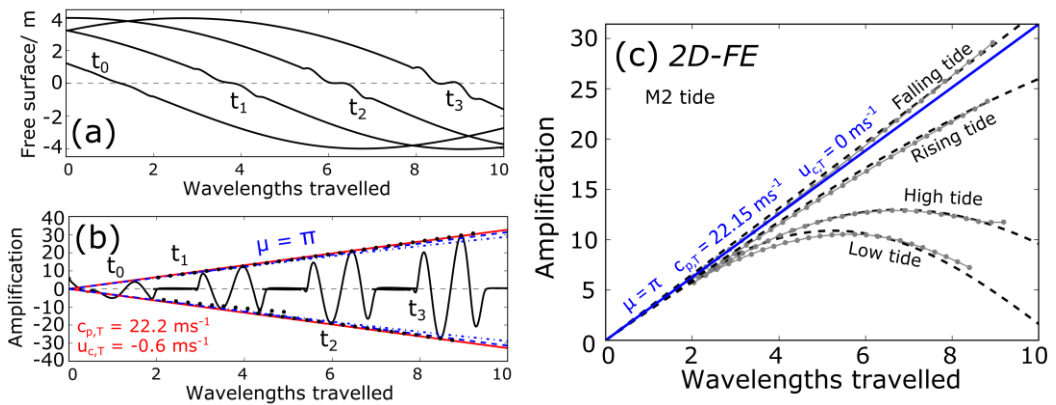 Free surface/ m
4
2
0
-2
-4
t0
t1
t2
t3
(a)
0 2 4 6 8 10
Wavelengths travelled
Amplification
40
30
20
10
0
-10
-20
-30
-40
(b)
t0
t1
μ = π
t2
t3
cp,T = 22.2 ms-1
uc,T = -0.6 ms-1
0 2 4 6 8 10
Wavelengths travelled
Amplification
30
25
20
15
10
5
0
(c) 2D-FE
M2 tide
Falling tide
Rising tide
High tide
Low tide
μ = π cp,T = 22.15 ms-1 uc,T = 0 ms-1
0 2 4 6 8 10
Wavelengths travelled